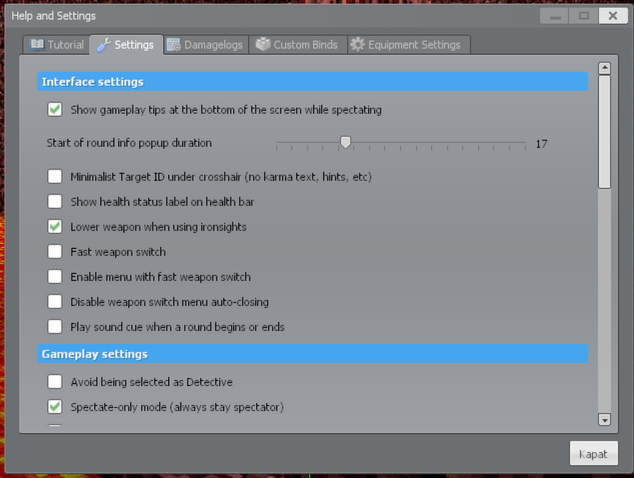 Help and Settings
Tutorial Settings Damagelogs Custom Binds Equipment Settings
Interface settings
Show gameplay tips at the bottom of the screen while spectating
Start of round info popup duration 17
Minimalist Target ID under crosshair (no karma text, hints, etc)
Show health status label on health bar
Lower weapon when using ironsights
Fast weapon switch
Enable menu with fast weapon switch
Disable weapon switch menu auto-closing
Play sound cue when a round begins or ends
Gameplay settings
Avoid being selected as Detective
Spectate-only mode (always stay spectator)
Kapat